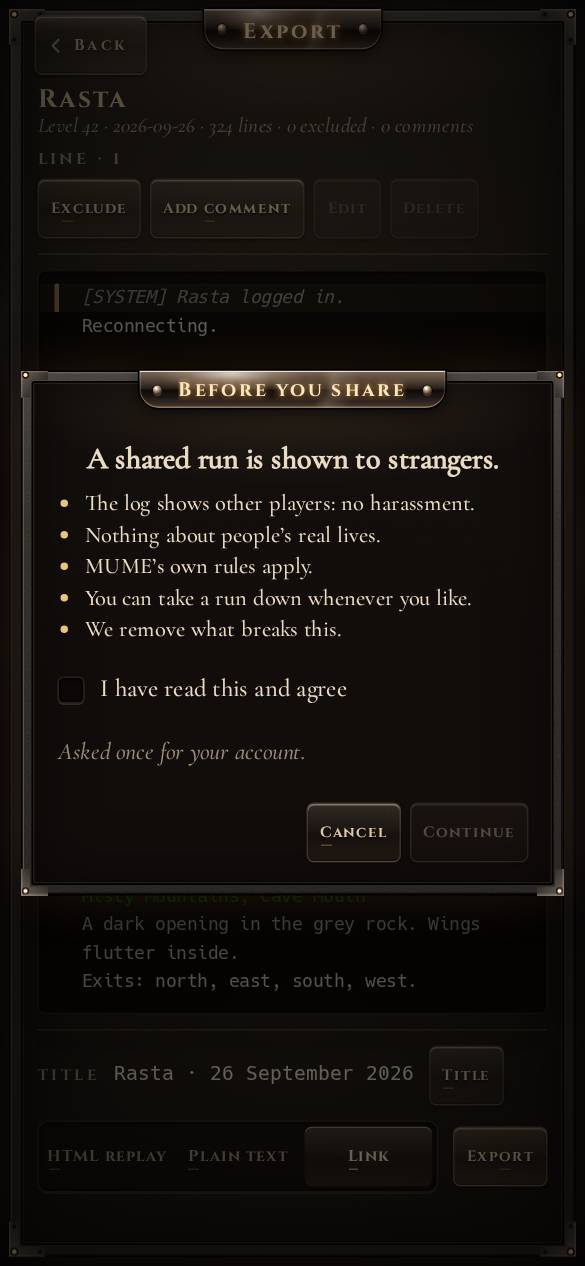 Export
Back
Rasta
Level 42 · 2026-09-26 · 324 lines · 0 excluded · 0 comments
LINE · 1
Exclude
Add comment
Edit
Delete
[SYSTEM] Rasta logged in.
Reconnecting.
Before you share
A shared run is shown to strangers.
• The log shows other players: no harassment.
• Nothing about people’s real lives.
• MUME’s own rules apply.
• You can take a run down whenever you like.
• We remove what breaks this.
I have read this and agree
Asked once for your account.
Cancel
Continue
Misty Mountains, Cave Mouth
A dark opening in the grey rock. Wings
flutter inside.
Exits: north, east, south, west.
TITLE
Rasta · 26 September 2026
Title
HTML replay
Plain text
Link
Export